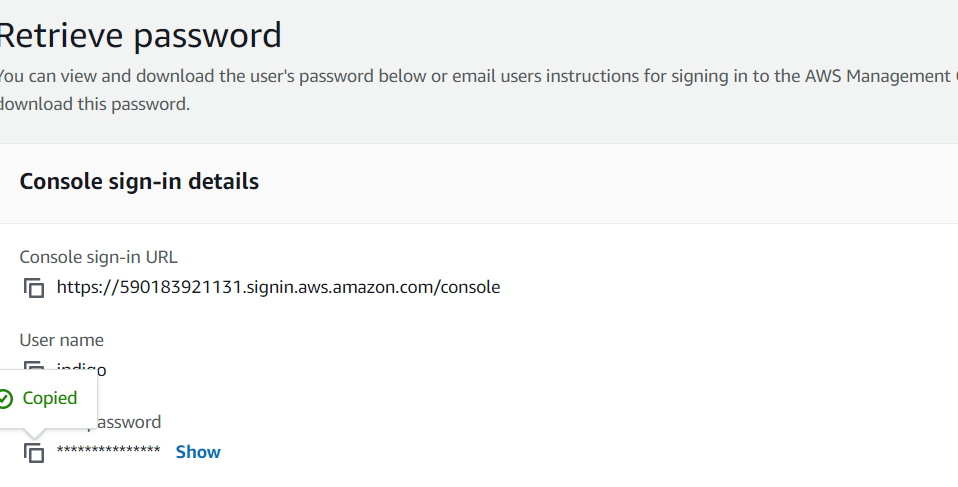 Retrieve password
You can view and download the user's password below or email users instructions for signing in to the AWS Management
download this password.
Console sign-in details
Console sign-in URL
https://590183921131.signin.aws.amazon.com/console
User name
indigo
Copied
password
*************** Show